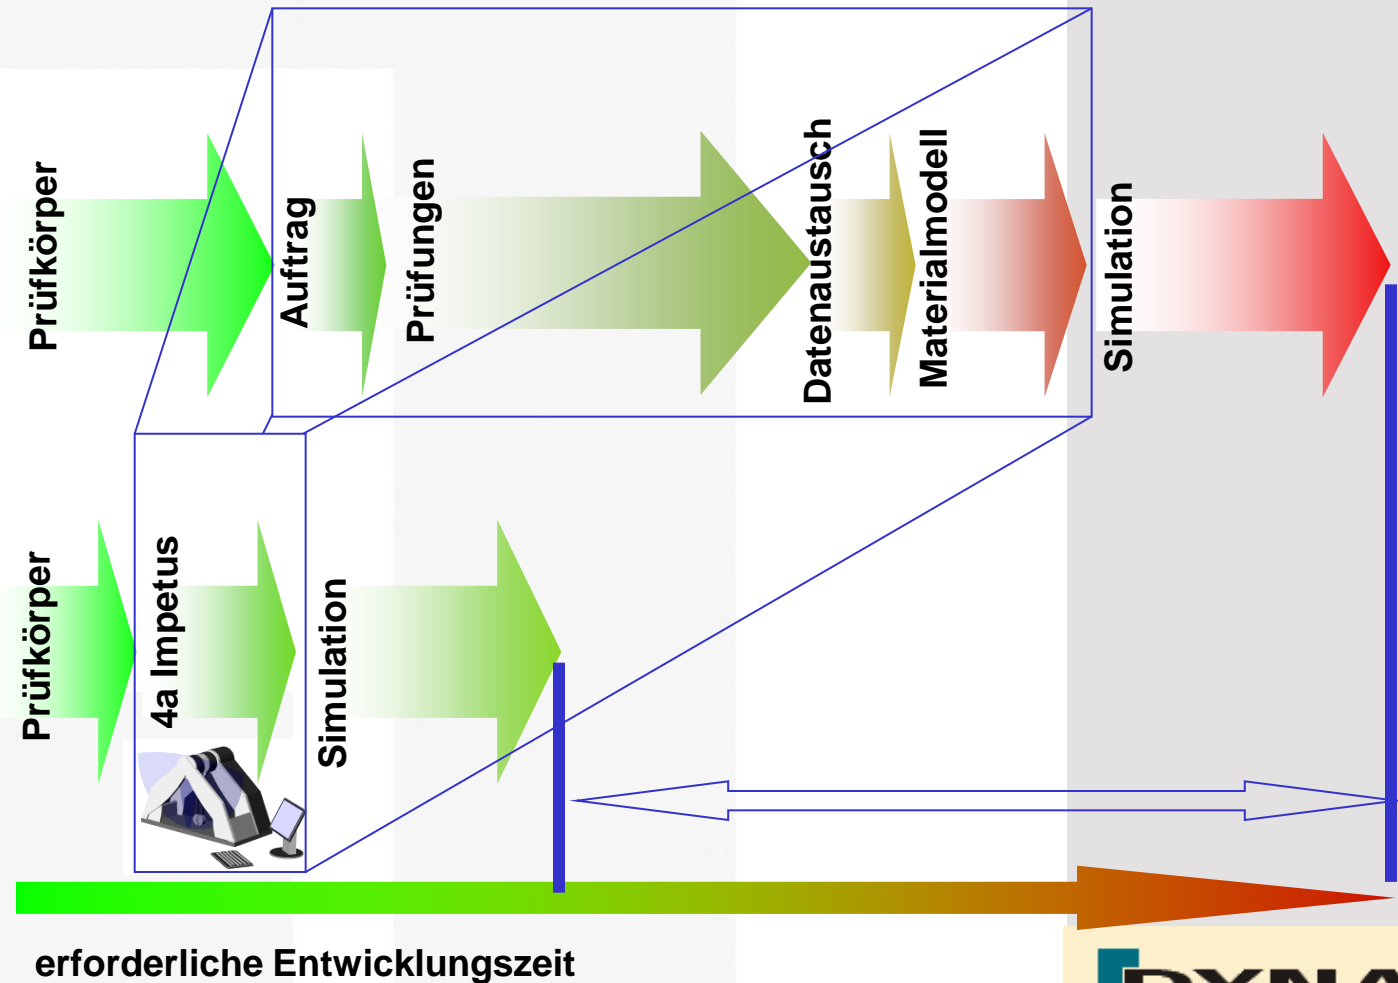 Prüfkörper
Auftrag
Prüfungen
Datenaustausch
Materialmodell
Simulation
Prüfkörper
4a Impetus
Simulation
erforderliche Entwicklungszeit